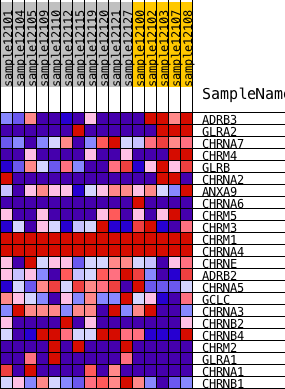 sample12101
sample12104
sample12105
sample12109
sample12112
sample12115
sample12119
sample12120
sample12121
sample12100
sample12102
sample12103
sample12107
sample12108
SampleName
ADRB3
GLRA2
CHRNA7
CHRM4
GLRB
CHRNA2
ANXA9
CHRNA6
CHRM5
CHRM3
CHRM1
CHRNA4
CHRNE
ADRB2
CHRNA5
GCLC
CHRNA3
CHRNB2
CHRNB4
CHRM2
GLRA1
CHRNA1
CHRNB1